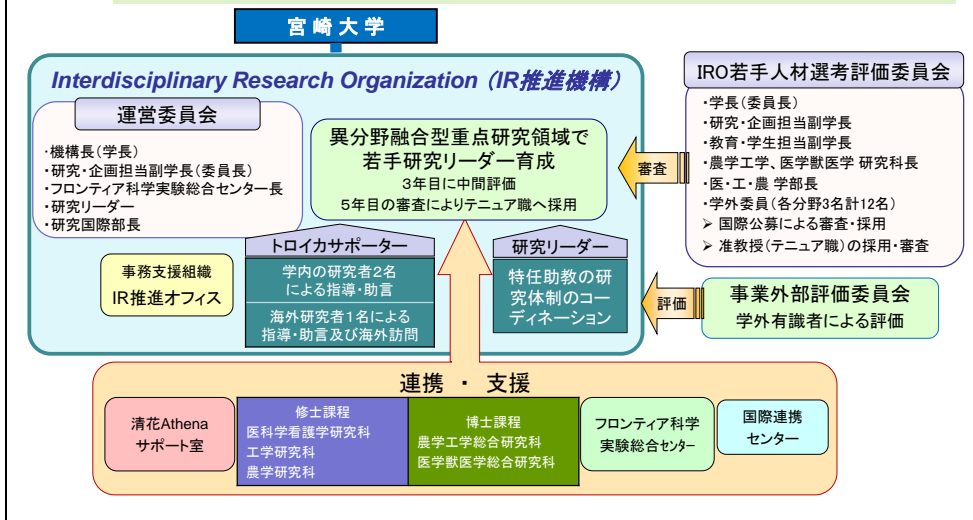 宮崎大学
Interdisciplinary Research Organization（IR推進機構）
運営委員会
・機構長（学長）
・研究・企画担当副学長（委員長）
・フロンティア科学実験総合センター長
・研究リーダー
・研究国際部長
異分野融合型重点研究領域で
若手研究リーダー育成
３年目に中間評価
５年目の審査によりテニュア職へ採用
審査
IRO若手人材選考評価委員会
・学長（委員長）
・研究・企画担当副学長
・教育・学生担当副学長
・農学工学、医学獣医学 研究科長
・医・工・農 学部長
・学外委員（各分野3名計12名）
➢ 国際公募による審査・採用
➢ 准教授（テニュア職）の採用・審査
事務支援組織
IR推進オフィス
トロイカサポーター
学内の研究者2名
による指導・助言
海外研究者1名による
指導・助言及び海外訪問
研究リーダー
特任助教の研
究体制のコー
ディネーション
評価
事業外部評価委員会
学外有識者による評価
連携 ・ 支援
清花Athena
サポート室
修士課程
医科学看護学研究科
工学研究科
農学研究科
博士課程
農学工学総合研究科
医学獣医学総合研究科
フロンティア科学
実験総合センター
国際連携
センター